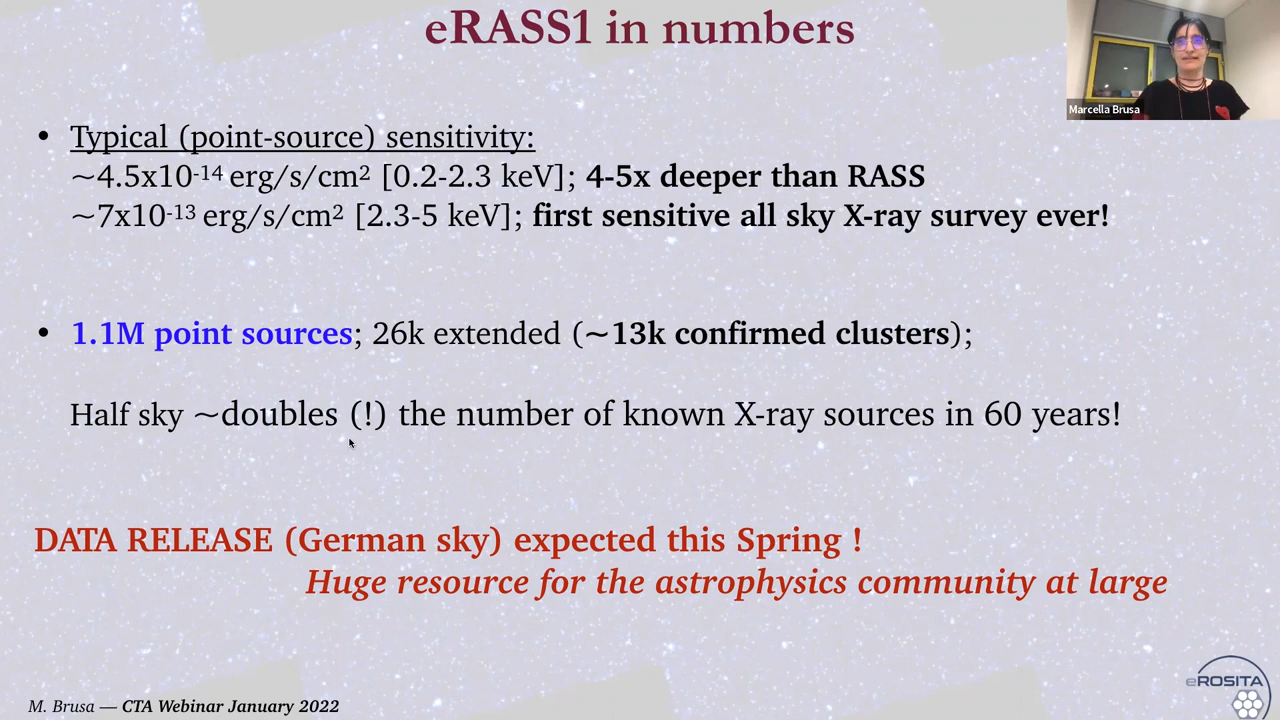 eRASS1 in numbers
Marcella Brusa
• Typical (point-source) sensitivity:
~4.5x10⁻¹⁴ erg/s/cm² [0.2-2.3 keV]; 4-5x deeper than RASS
~7x10⁻¹³ erg/s/cm² [2.3-5 keV]; first sensitive all sky X-ray survey ever!
• 1.1M point sources; 26k extended (~13k confirmed clusters);
Half sky ~doubles (!) the number of known X-ray sources in 60 years!
DATA RELEASE (German sky) expected this Spring !
Huge resource for the astrophysics community at large
M. Brusa — CTA Webinar January 2022
eROSITA